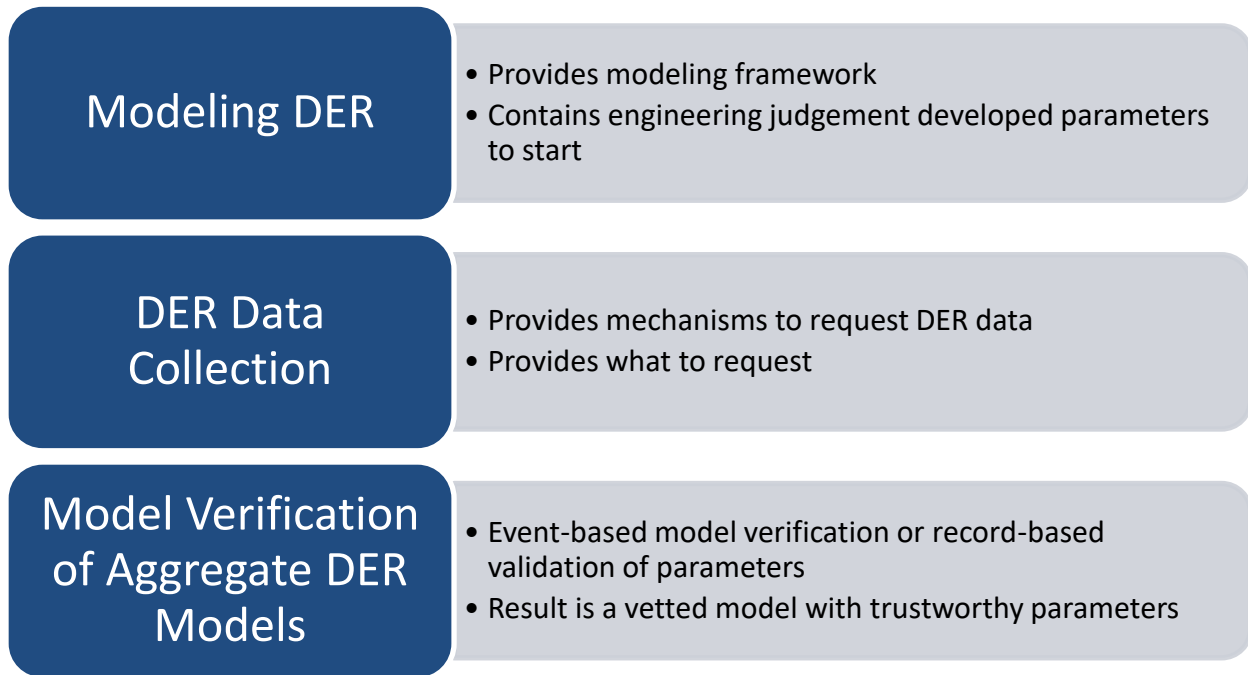 Modeling DER
• Provides modeling framework
• Contains engineering judgement developed parameters
to start
DER Data
Collection
• Provides mechanisms to request DER data
• Provides what to request
Model Verification
of Aggregate DER
Models
• Event-based model verification or record-based
validation of parameters
• Result is a vetted model with trustworthy parameters